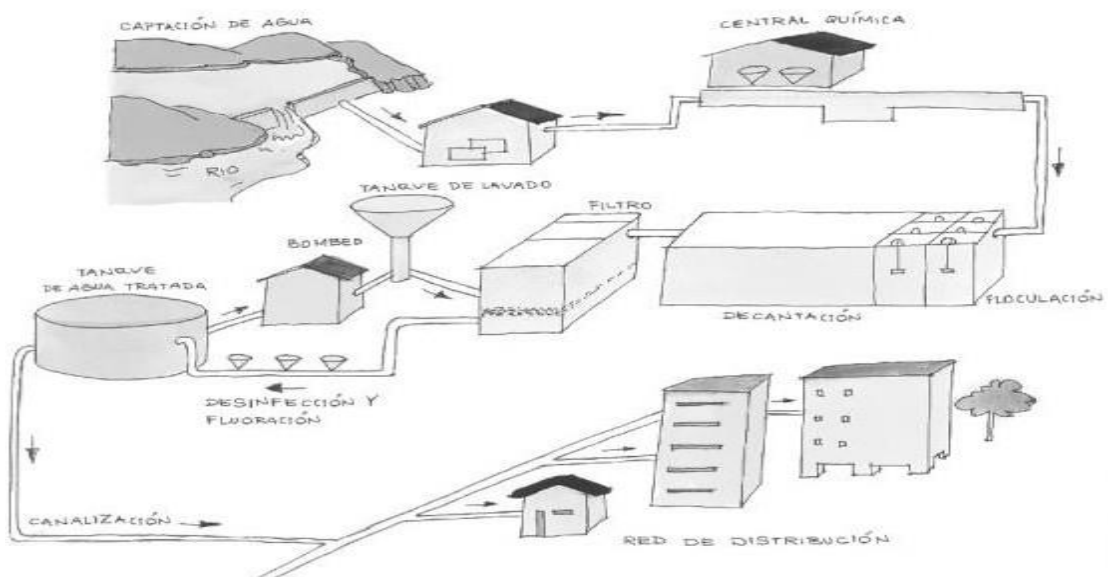 CAPTACIÓN DE AGUA
CENTRAL QUÍMICA
RIO
TANQUE DE LAVADO
FILTRO
BOMBEO
TANQUE
DE AGUA TRATADA
FLOCULACIÓN
DECANTACIÓN
DESINFECCIÓN Y
FLUORACIÓN
CANALIZACIÓN
RED DE DISTRIBUCIÓN